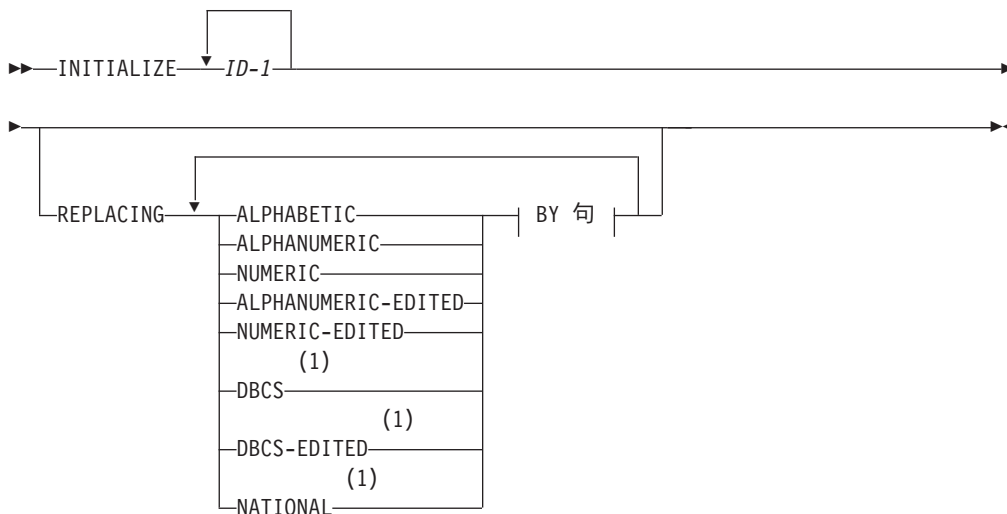 INITIALIZE ID-1
REPLACING ALPHABETIC BY 句
ALPHANUMERIC
NUMERIC
ALPHANUMERIC-EDITED
NUMERIC-EDITED
(1)
DBCS
(1)
DBCS-EDITED
(1)
NATIONAL